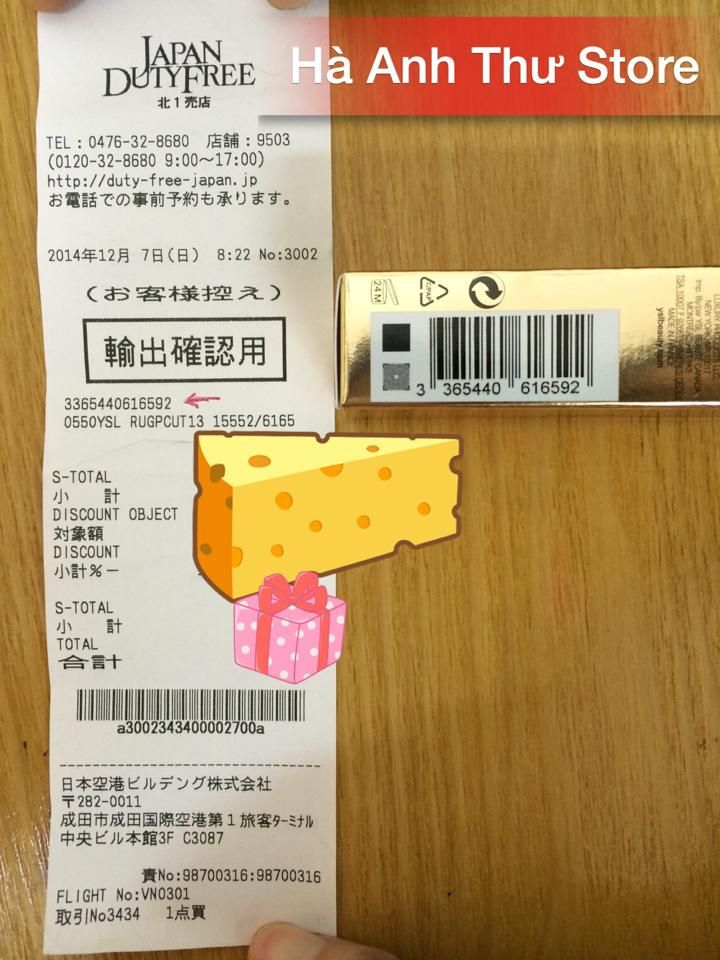 Hà Anh Thư Store
JAPAN
DUTYFREE
北1売店
TEL:0476-32-8680 店舗:9503
(0120-32-8680 9:00～17:00)
http://duty-free-japan.jp
お電話での事前予約も承ります。
2014年12月 7日(日) 8:22 No:3002
(お客様控え)
輸出確認用
3365440616592
0550YSL RUGPCUT13 15552/6165
S-TOTAL
小 計
DISCOUNT OBJECT
対象額
DISCOUNT
小計%－
S-TOTAL
小 計
TOTAL
合計
a3002343400002700a
日本空港ビルデング株式会社
〒282-0011
成田市成田国際空港第1旅客ﾀｰﾐﾅﾙ
中央ビル本館3F C3087
責No:98700316:98700316
FLIGHT No:VN0301
取引No3434 1点買
24M
C/PAP
3 365440 616592
yslbeauty.com
MADE IN FRANCE